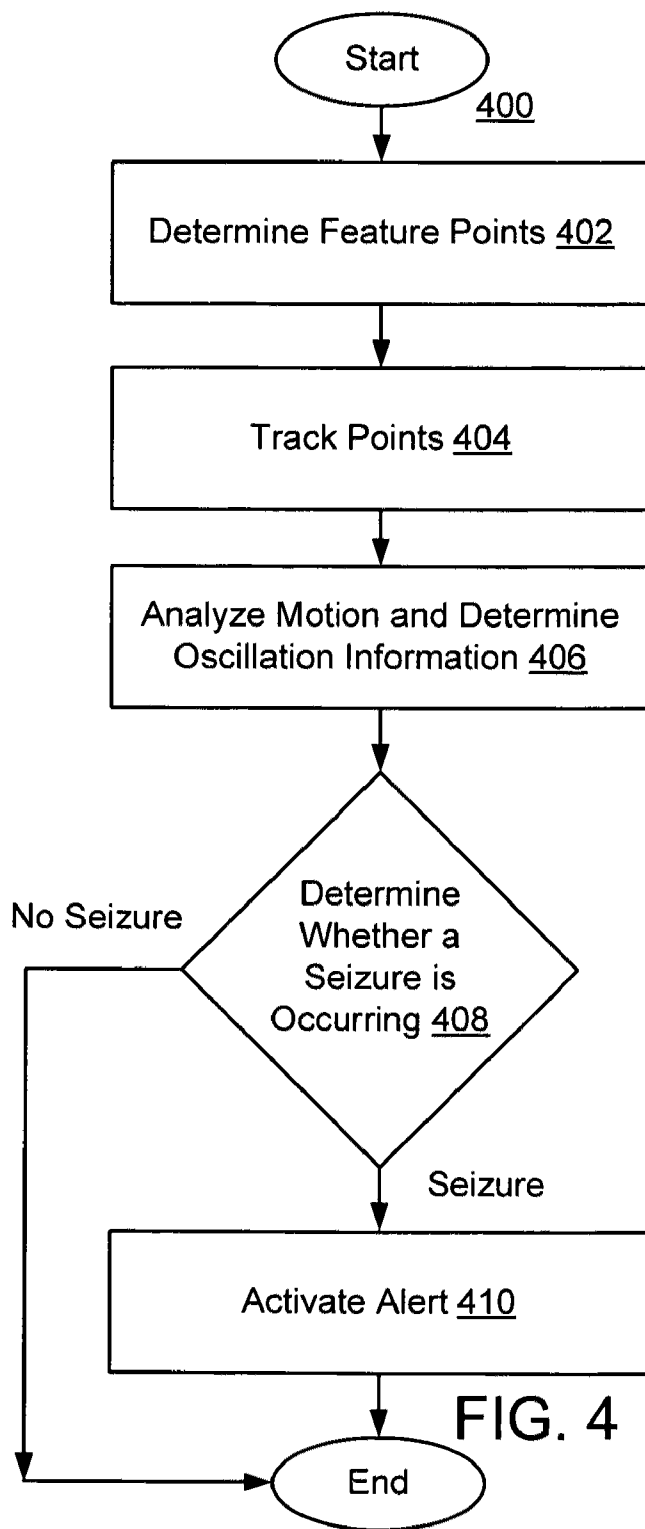 Start
400
Determine Feature Points 402
Track Points 404
Analyze Motion and Determine
Oscillation Information 406
No Seizure
Determine
Whether a
Seizure is
Occurring 408
Seizure
Activate Alert 410
FIG. 4
End